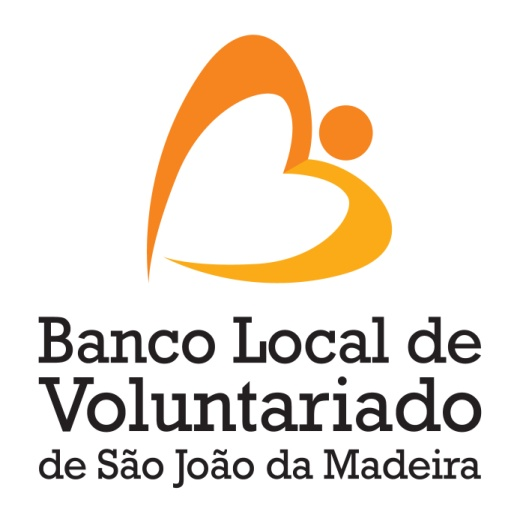 Banco Local de
Voluntariado
de São João da Madeira